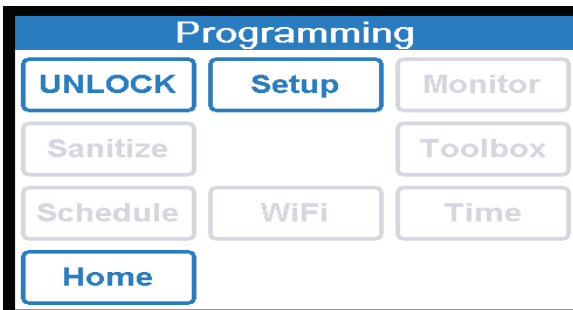 Programming
UNLOCK Setup Monitor
Sanitize Toolbox
Schedule WiFi Time
Home